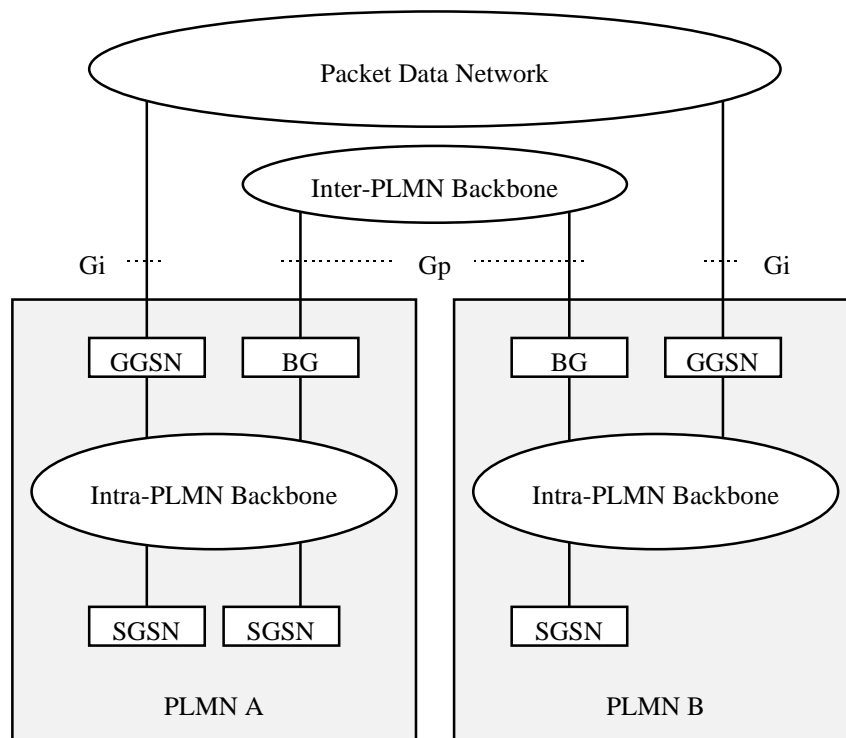 Packet Data Network
Inter-PLMN Backbone
Gi Gp Gi
GGSN BG BG GGSN
Intra-PLMN Backbone Intra-PLMN Backbone
SGSN SGSN SGSN
PLMN A PLMN B